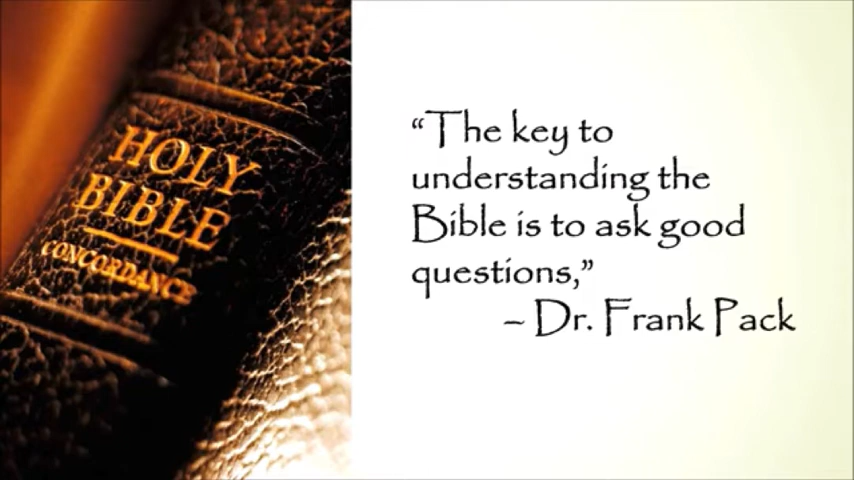 HOLY
BIBLE
CONCORDANCE
“The key to
understanding the
Bible is to ask good
questions,”
– Dr. Frank Pack